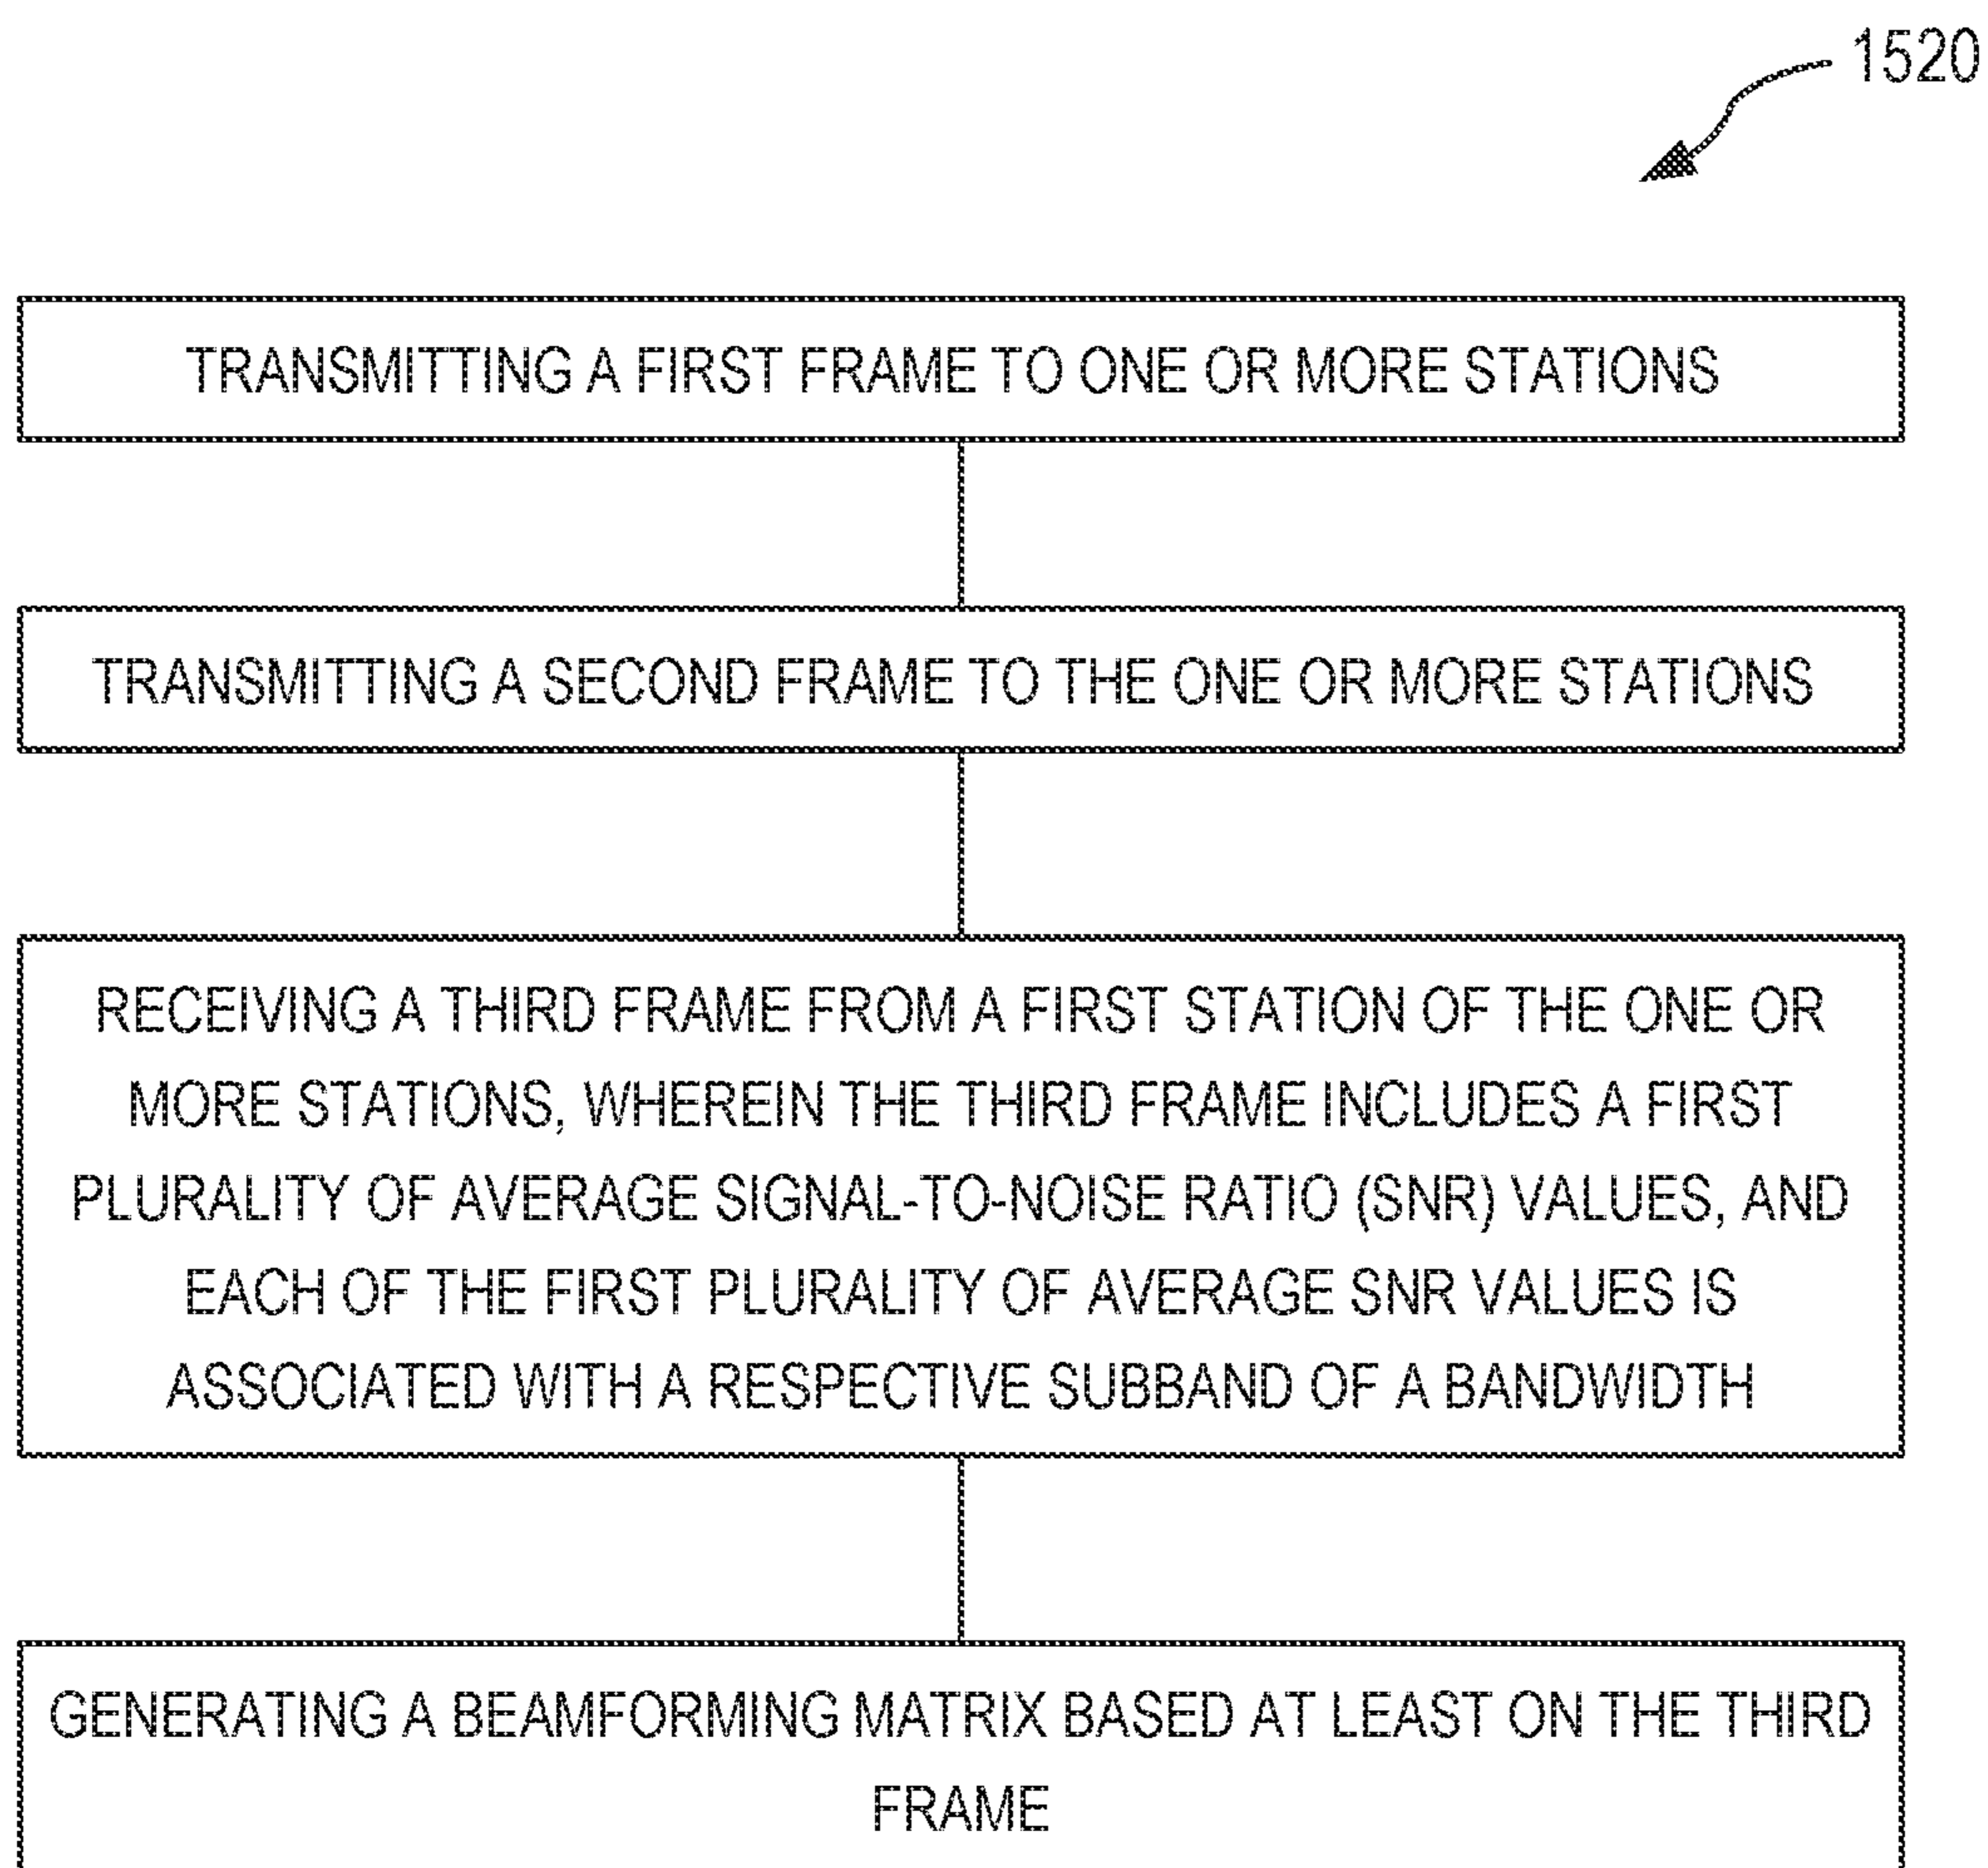 1520
TRANSMITTING A FIRST FRAME TO ONE OR MORE STATIONS
TRANSMITTING A SECOND FRAME TO THE ONE OR MORE STATIONS
RECEIVING A THIRD FRAME FROM A FIRST STATION OF THE ONE OR
MORE STATIONS, WHEREIN THE THIRD FRAME INCLUDES A FIRST
PLURALITY OF AVERAGE SIGNAL-TO-NOISE RATIO (SNR) VALUES, AND
EACH OF THE FIRST PLURALITY OF AVERAGE SNR VALUES IS
ASSOCIATED WITH A RESPECTIVE SUBBAND OF A BANDWIDTH
GENERATING A BEAMFORMING MATRIX BASED AT LEAST ON THE THIRD
FRAME